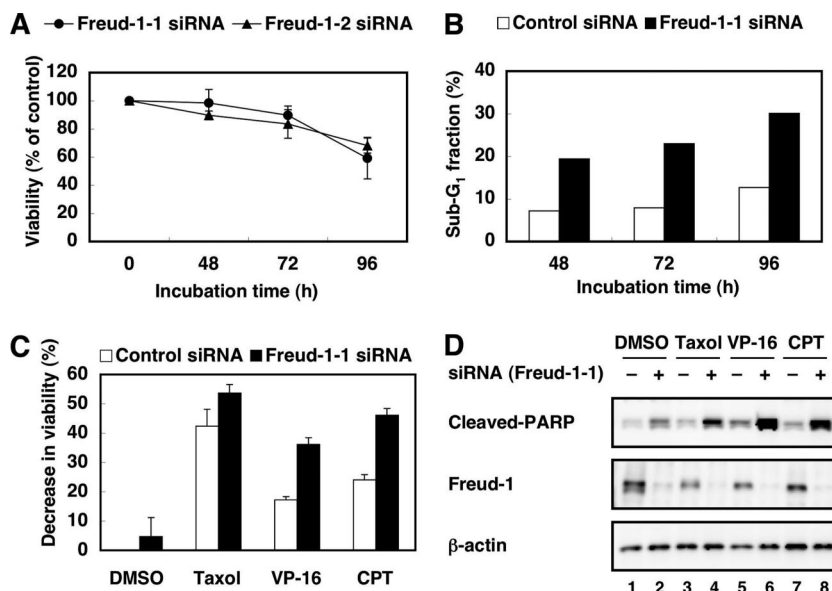 A
Freud-1-1 siRNA Freud-1-2 siRNA
Viability (% of control)
120
100
80
60
40
20
0
0 48 72 96
Incubation time (h)
B
Control siRNA Freud-1-1 siRNA
Sub-G1 fraction (%)
40
30
20
10
0
48 72 96
Incubation time (h)
C
Control siRNA Freud-1-1 siRNA
Decrease in viability (%)
60
50
40
30
20
10
0
DMSO Taxol VP-16 CPT
D
DMSO Taxol VP-16 CPT
siRNA (Freud-1-1) – + – + – + – +
Cleaved-PARP
Freud-1
β-actin
1 2 3 4 5 6 7 8